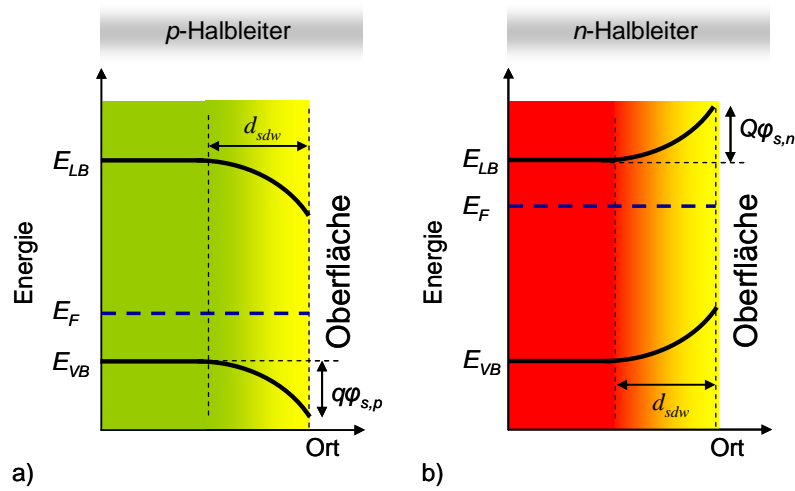 p-Halbleiter
d_sdw
E_LB
E_F
E_VB
qφ_s,p
Energie
Oberfläche
Ort
a)
n-Halbleiter
Qφ_s,n
E_LB
E_F
E_VB
d_sdw
Energie
Oberfläche
Ort
b)